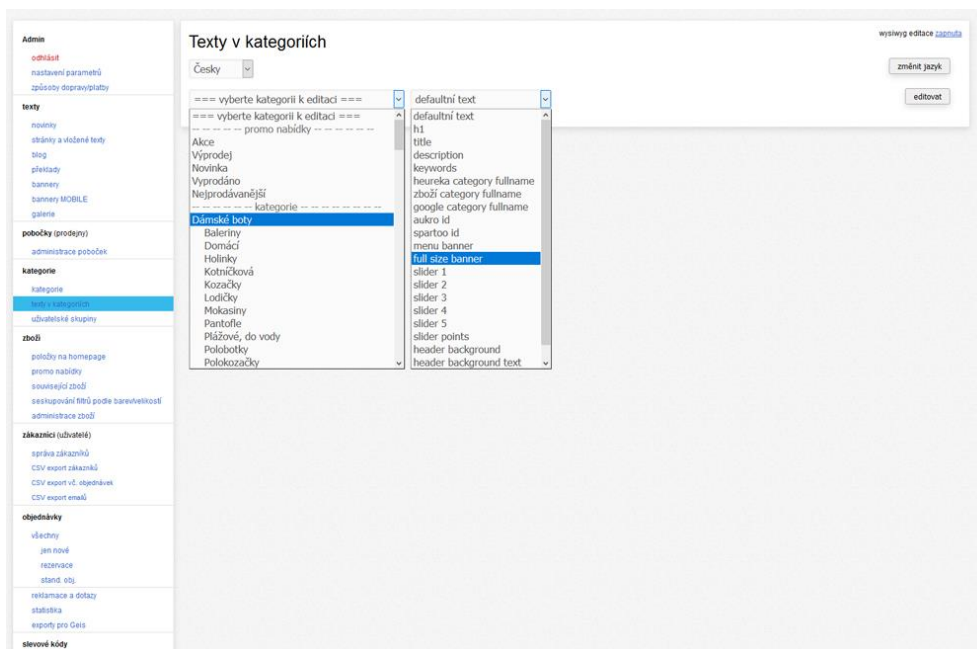 Admin
odhlásit
nastavení parametrů
způsoby dopravy/platby
texty
novinky
stránky a vložené texty
blog
překlady
bannery
bannery MOBILE
galerie
pobočky (prodejny)
administrace poboček
kategorie
kategorie
texty v kategoriích
uživatelské skupiny
zboží
položky na homepage
promo nabídky
související zboží
seskupování filtrů podle barev/velikostí
administrace zboží
zákazníci (uživatelé)
správa zákazníků
CSV export zákazníků
CSV export vč. objednávek
CSV export emailů
objednávky
všechny
jen nové
rezervace
stand. obj.
reklamace a dotazy
statistika
exporty pro Geis
slevové kódy
Texty v kategoriích
wysiwyg editace zapnuta
Česky
změnit jazyk
=== vyberte kategorii k editaci ===
defaultní text
editovat
=== vyberte kategorii k editaci ===
-- -- -- -- -- promo nabídky -- -- -- -- -- --
Akce
Výprodej
Novinka
Vyprodáno
Nejprodávanější
-- -- -- -- -- -- kategorie -- -- -- -- -- -- --
Dámské boty
Baleriny
Domácí
Holinky
Kotníčková
Kozačky
Lodičky
Mokasiny
Pantofle
Plážové, do vody
Polobotky
Polokozačky
defaultní text
h1
title
description
keywords
heureka category fullname
zboží category fullname
google category fullname
aukro id
spartoo id
menu banner
full size banner
slider 1
slider 2
slider 3
slider 4
slider 5
slider points
header background
header background text